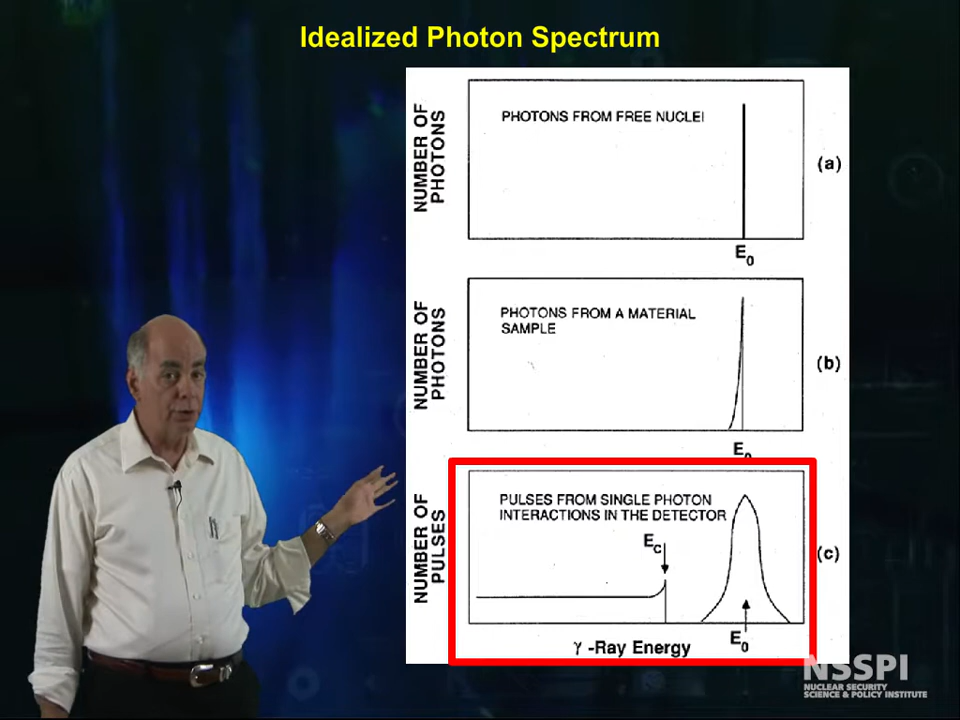 Idealized Photon Spectrum
NUMBER OF
PHOTONS
PHOTONS FROM FREE NUCLEI
(a)
E₀
NUMBER OF
PHOTONS
PHOTONS FROM A MATERIAL
SAMPLE
(b)
E₀
NUMBER OF
PULSES
PULSES FROM SINGLE PHOTON
INTERACTIONS IN THE DETECTOR
E_C
(c)
E₀
γ -Ray Energy
NSSPI
NUCLEAR SECURITY
SCIENCE & POLICY INSTITUTE